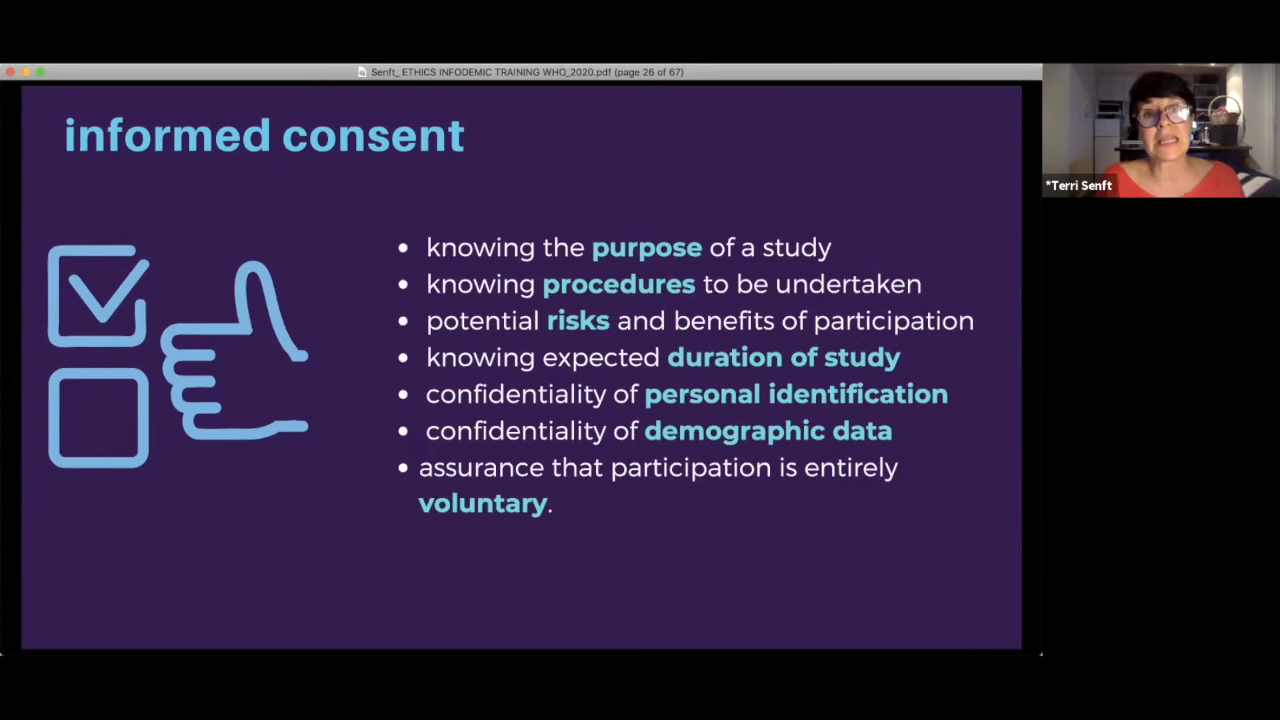 Senft_ ETHICS INFODEMIC TRAINING WHO_2020.pdf (page 26 of 67)
informed consent
*Terri Senft
• knowing the purpose of a study
• knowing procedures to be undertaken
• potential risks and benefits of participation
• knowing expected duration of study
• confidentiality of personal identification
• confidentiality of demographic data
• assurance that participation is entirely
voluntary.